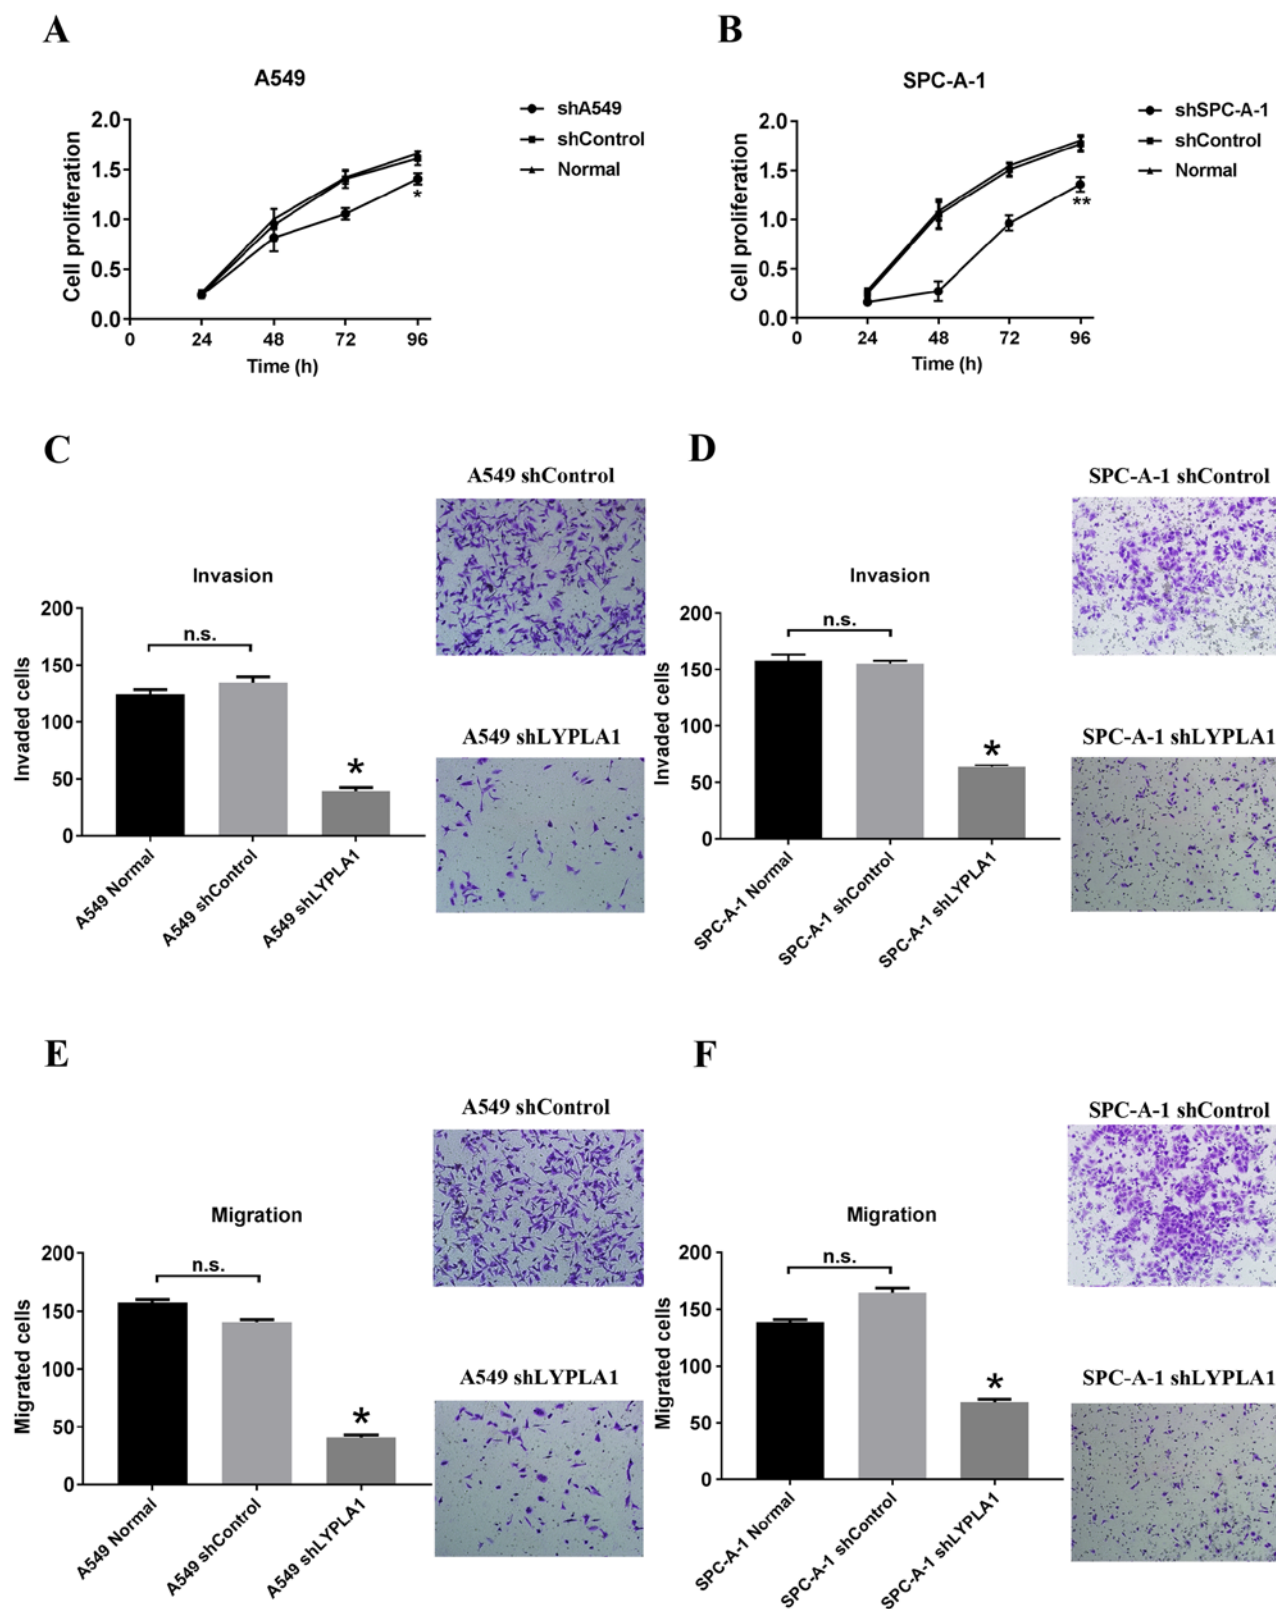 A
B
A549
SPC-A-1
shA549
shControl
Normal
shSPC-A-1
shControl
Normal
Cell proliferation
2.0
1.5
1.0
0.5
0.0
0
24
48
72
96
*
Time (h)
Cell proliferation
2.0
1.5
1.0
0.5
0.0
0
24
48
72
96
**
Time (h)
C
D
A549 shControl
SPC-A-1 shControl
Invasion
Invaded cells
200
150
100
50
0
n.s.
*
A549 Normal
A549 shControl
A549 shLYPLA1
A549 shLYPLA1
Invasion
Invaded cells
200
150
100
50
0
n.s.
*
SPC-A-1 Normal
SPC-A-1 shControl
SPC-A-1 shLYPLA1
SPC-A-1 shLYPLA1
E
F
A549 shControl
SPC-A-1 shControl
Migration
Migrated cells
200
150
100
50
0
n.s.
*
A549 Normal
A549 shControl
A549 shLYPLA1
A549 shLYPLA1
Migration
Migrated cells
200
150
100
50
0
n.s.
*
SPC-A-1 Normal
SPC-A-1 shControl
SPC-A-1 shLYPLA1
SPC-A-1 shLYPLA1